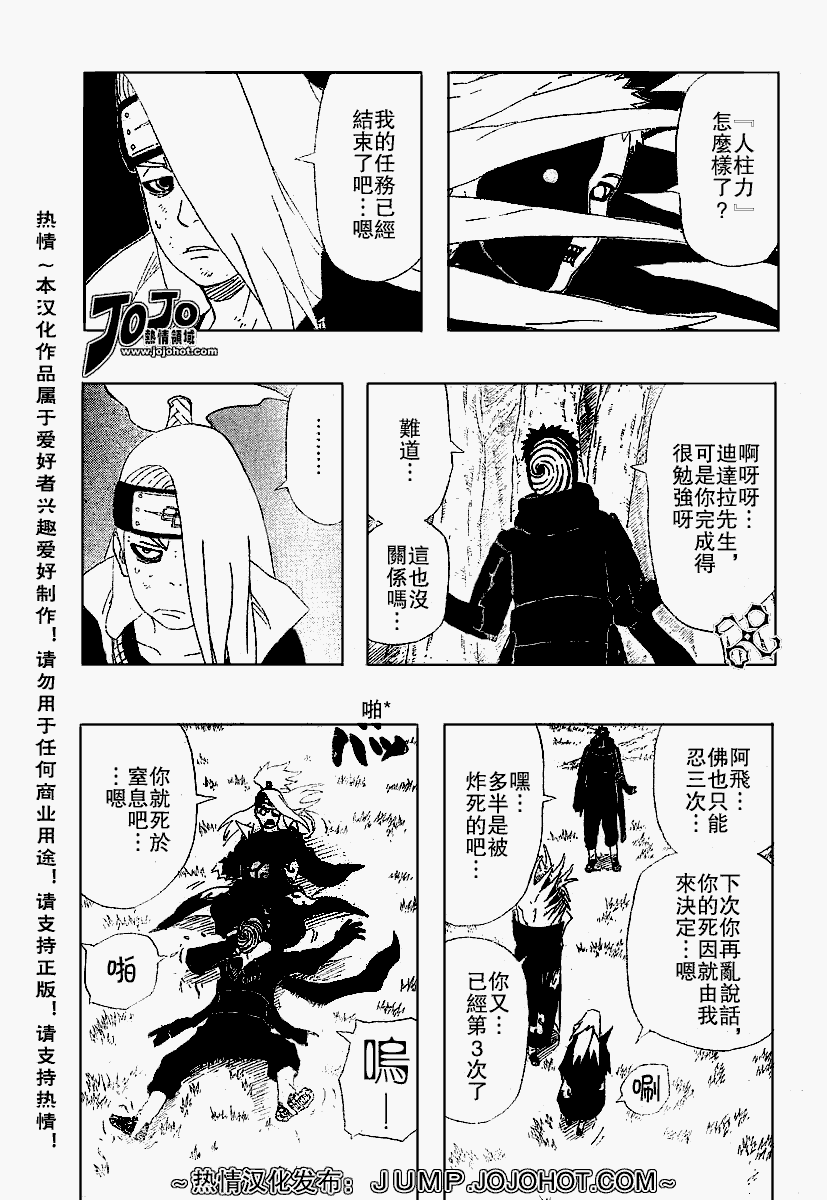 『人柱力』
怎麼樣了？
我的任務已經
結束了吧…嗯
JOJO
熱情領域
www.jojohot.com
啊呀呀…
迪達拉先生，
可是你完成得
很勉強呀
難道…
這也沒
關係嗎…
………
阿飛…
佛也只能
忍三次…
下次你再亂說話，
你的死因就由我
來決定…嗯
嘿…
多半是被
炸死的吧…
你又…
已經第
3次了
唰
啪*
你就死於
窒息吧…
…嗯
啪
嗚—
热情～本汉化作品属于爱好者兴趣爱好制作！请勿用于任何商业用途！请支持正版！请支持热情！
～热情汉化发布：JUMP.JOJOHOT.COM～